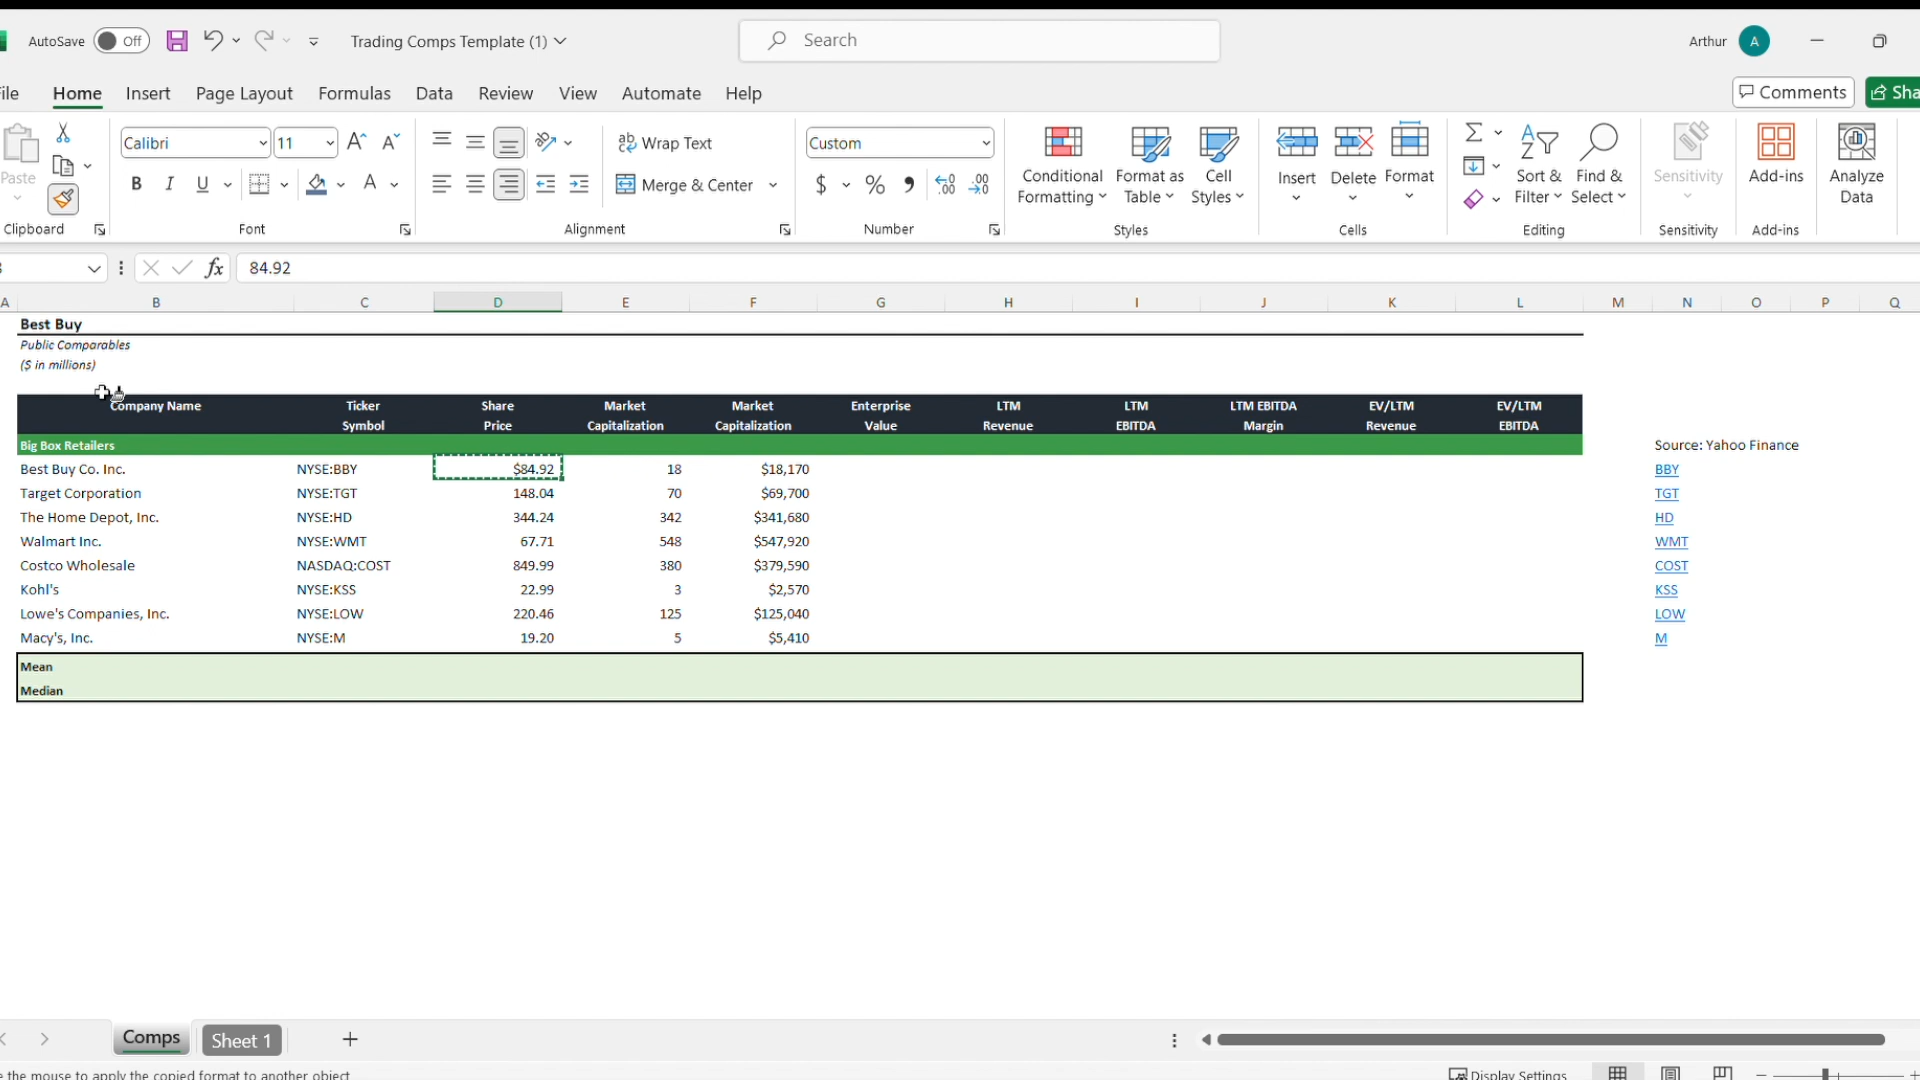 AutoSave Off Trading Comps Template (1) Search Arthur A
Home Insert Page Layout Formulas Data Review View Automate Help Comments
Calibri 11 Wrap Text Custom
Paste B I U A Merge & Center $ % Conditional Formatting Format as Table Cell Styles Insert Delete Format Sort & Filter Find & Select Sensitivity Add-ins Analyze Data
Clipboard Font Alignment Number Styles Cells Editing Sensitivity Add-ins
fx 84.92
A B C D E F G H I J K L M N O P Q
Best Buy
Public Comparables
($ in millions)
Company Name Ticker Share Market Market Enterprise LTM LTM LTM EBITDA EV/LTM EV/LTM
Symbol Price Capitalization Capitalization Value Revenue EBITDA Margin Revenue EBITDA
Big Box Retailers Source: Yahoo Finance
Best Buy Co. Inc. NYSE:BBY $84.92 18 $18,170 BBY
Target Corporation NYSE:TGT 148.04 70 $69,700 TGT
The Home Depot, Inc. NYSE:HD 344.24 342 $341,680 HD
Walmart Inc. NYSE:WMT 67.71 548 $547,920 WMT
Costco Wholesale NASDAQ:COST 849.99 380 $379,590 COST
Kohl's NYSE:KSS 22.99 3 $2,570 KSS
Lowe's Companies, Inc. NYSE:LOW 220.46 125 $125,040 LOW
Macy's, Inc. NYSE:M 19.20 5 $5,410 M
Mean
Median
Comps Sheet 1
the mouse to apply the copied format to another object Display Settings